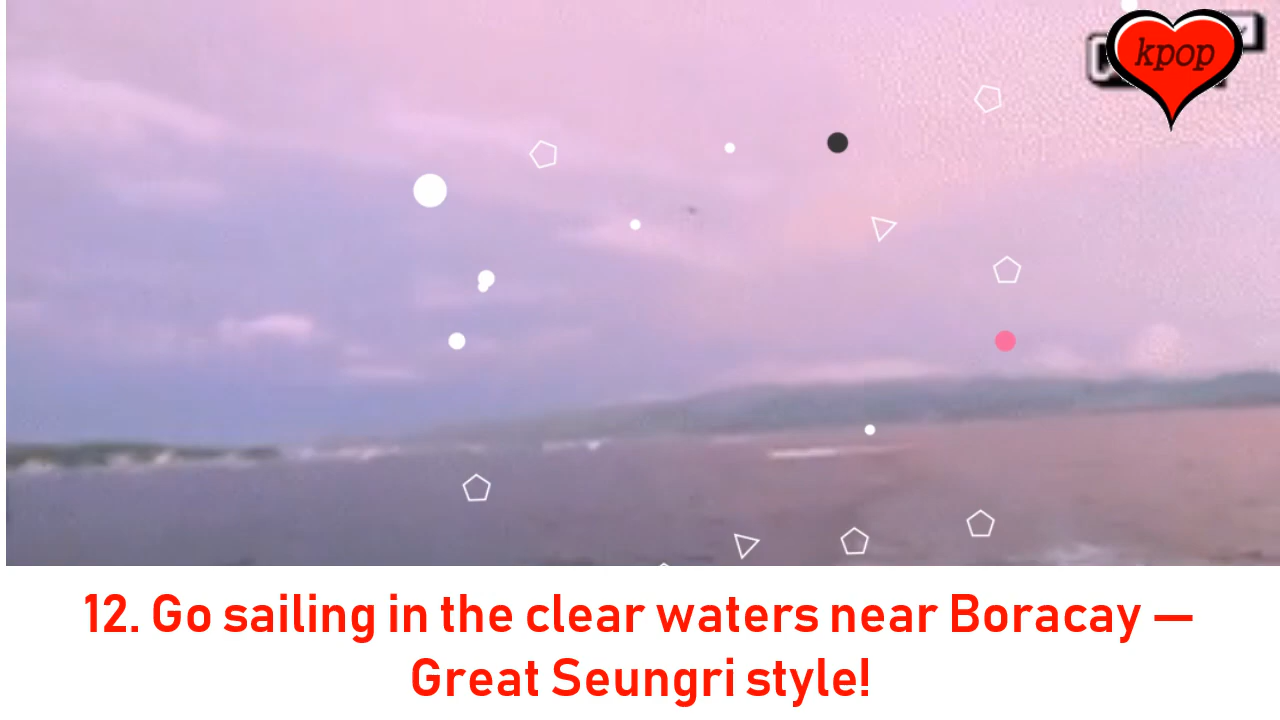 kpop
12. Go sailing in the clear waters near Boracay —
Great Seungri style!